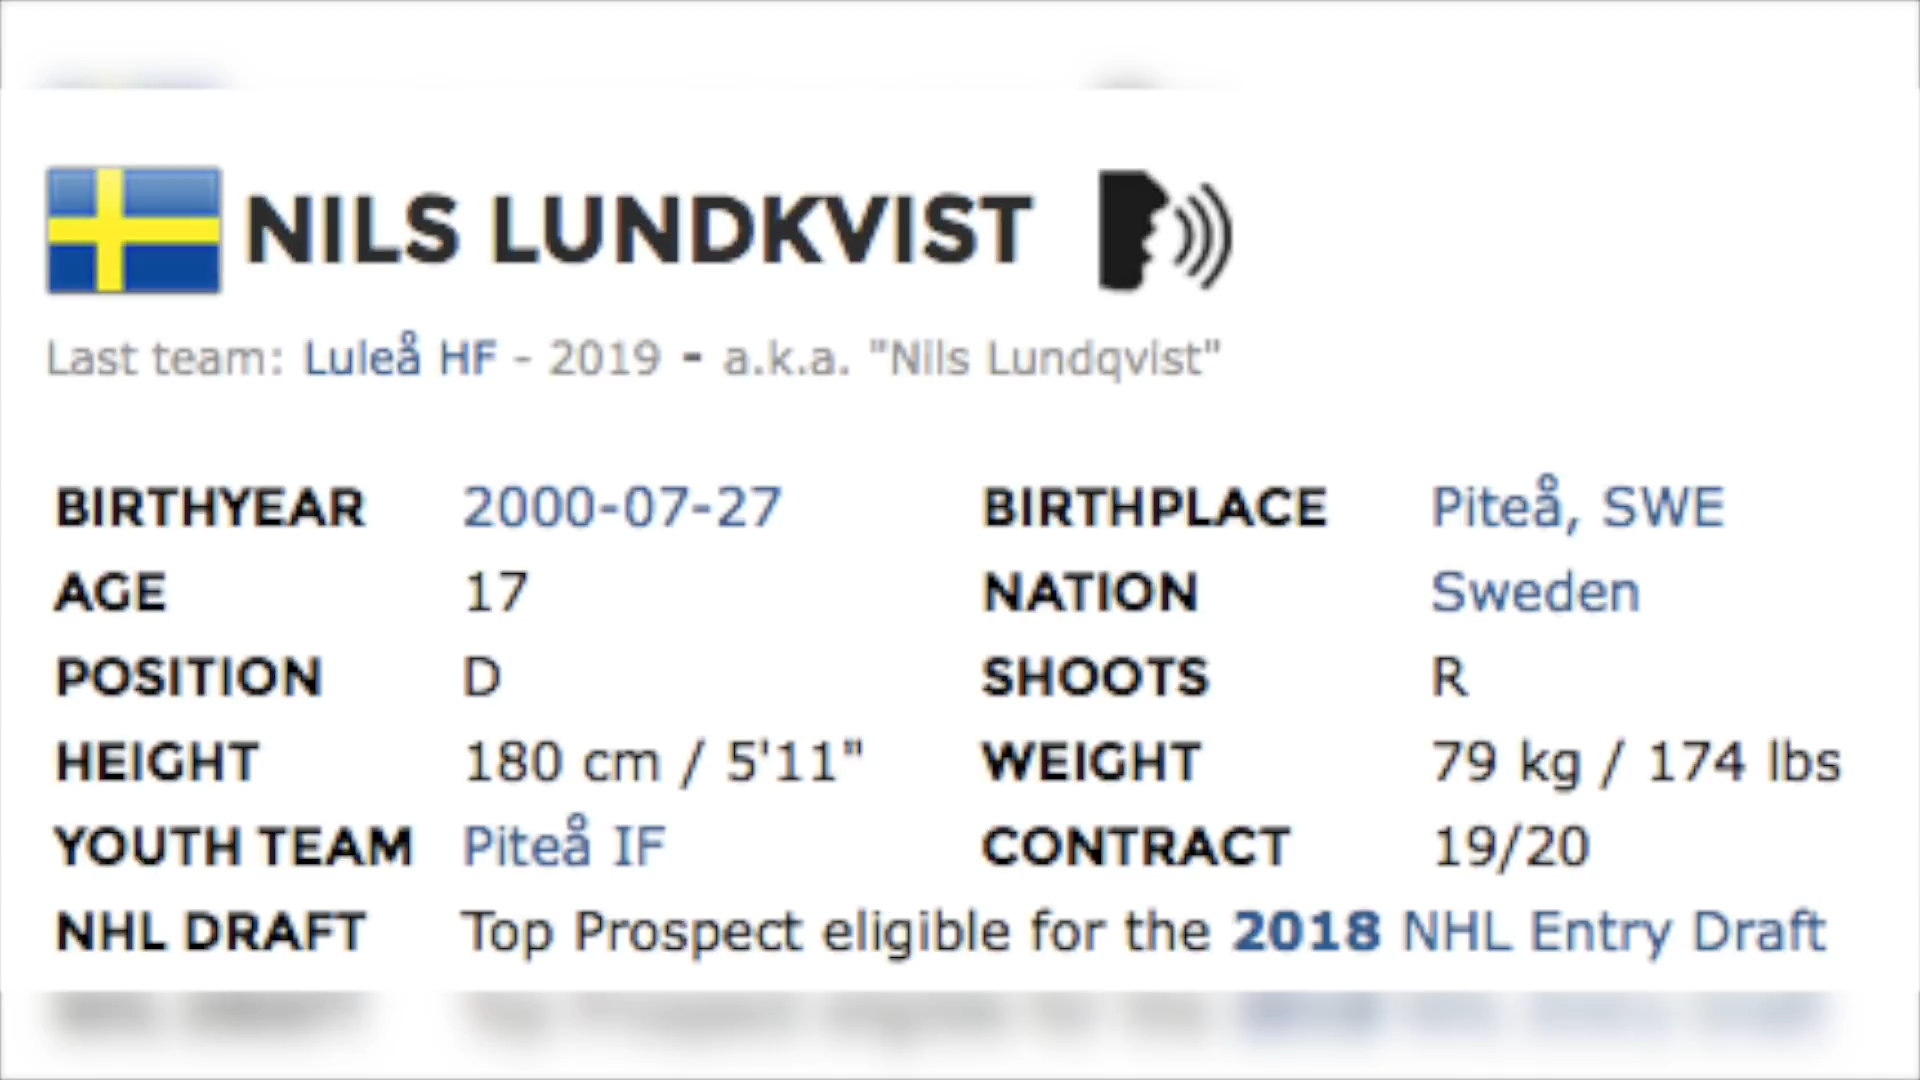 NILS LUNDKVIST
Last team: Luleå HF - 2019 - a.k.a. "Nils Lundqvist"
BIRTHYEAR 2000-07-27 BIRTHPLACE Piteå, SWE
AGE 17 NATION Sweden
POSITION D SHOOTS R
HEIGHT 180 cm / 5'11" WEIGHT 79 kg / 174 lbs
YOUTH TEAM Piteå IF CONTRACT 19/20
NHL DRAFT Top Prospect eligible for the 2018 NHL Entry Draft